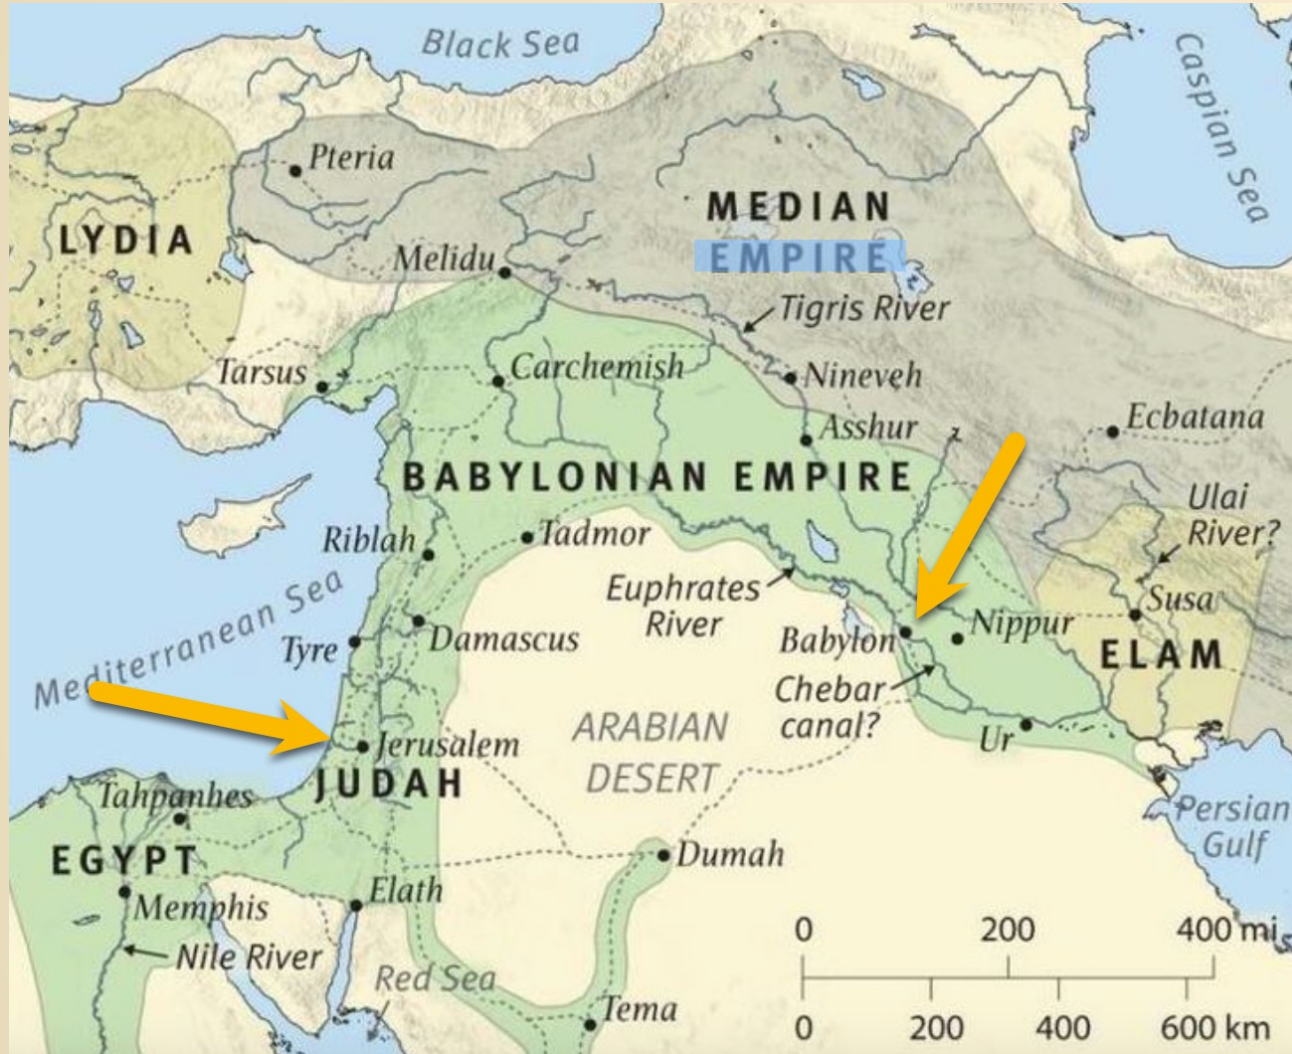 Black Sea
Caspian Sea
Pteria
MEDIAN
EMPIRE
LYDIA
Melidu
Tigris River
Tarsus
Carchemish
Nineveh
Asshur
Ecbatana
BABYLONIAN EMPIRE
Ulai
River?
Riblah
Tadmor
Mediterranean Sea
Euphrates
River
Susa
Nippur
Tyre
Damascus
Babylon
ELAM
Chebar
canal?
ARABIAN
DESERT
Ur
Jerusalem
JUDAH
Tahpanhes
Persian
Gulf
EGYPT
Dumah
Elath
Memphis
Nile River
Red Sea
Tema
0 200 400 mi
0 200 400 600 km